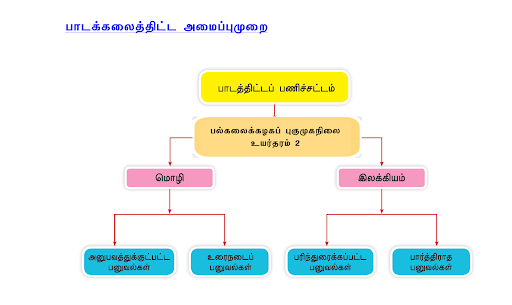 பாடக்கலைத்திட்ட அமைப்புமுறை
பாடத்திட்டப் பணிச்சட்டம்
பல்கலைக்கழகப் புகுமுகநிலை
உயர்தரம் 2
மொழி
இலக்கியம்
அனுபவத்துக்குட்பட்ட
பனுவல்கள்
உரைநடைப்
பனுவல்கள்
பரிந்துரைக்கப்பட்ட
பனுவல்கள்
பார்த்திராத
பனுவல்கள்